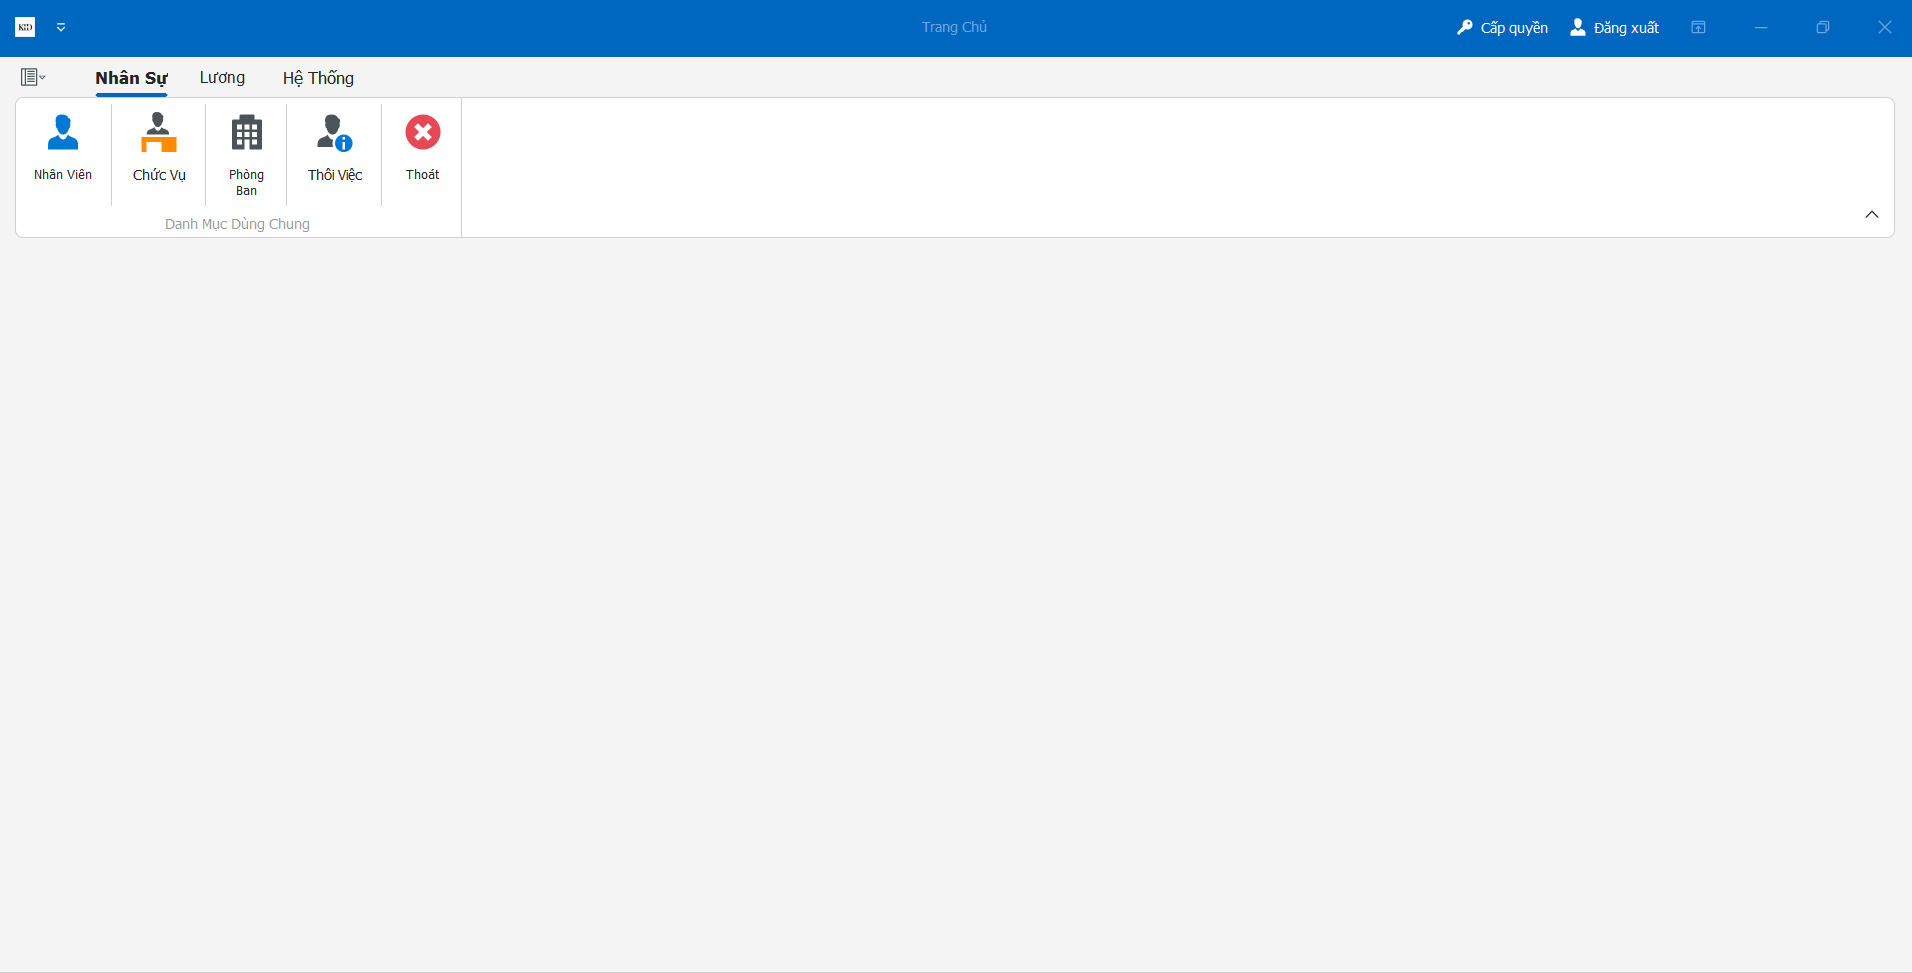 KID
Trang Chủ
Cấp quyền
Đăng xuất
Nhân Sự
Lương
Hệ Thống
Nhân Viên
Chức Vụ
Phòng
Ban
Thôi Việc
Thoát
Danh Mục Dùng Chung